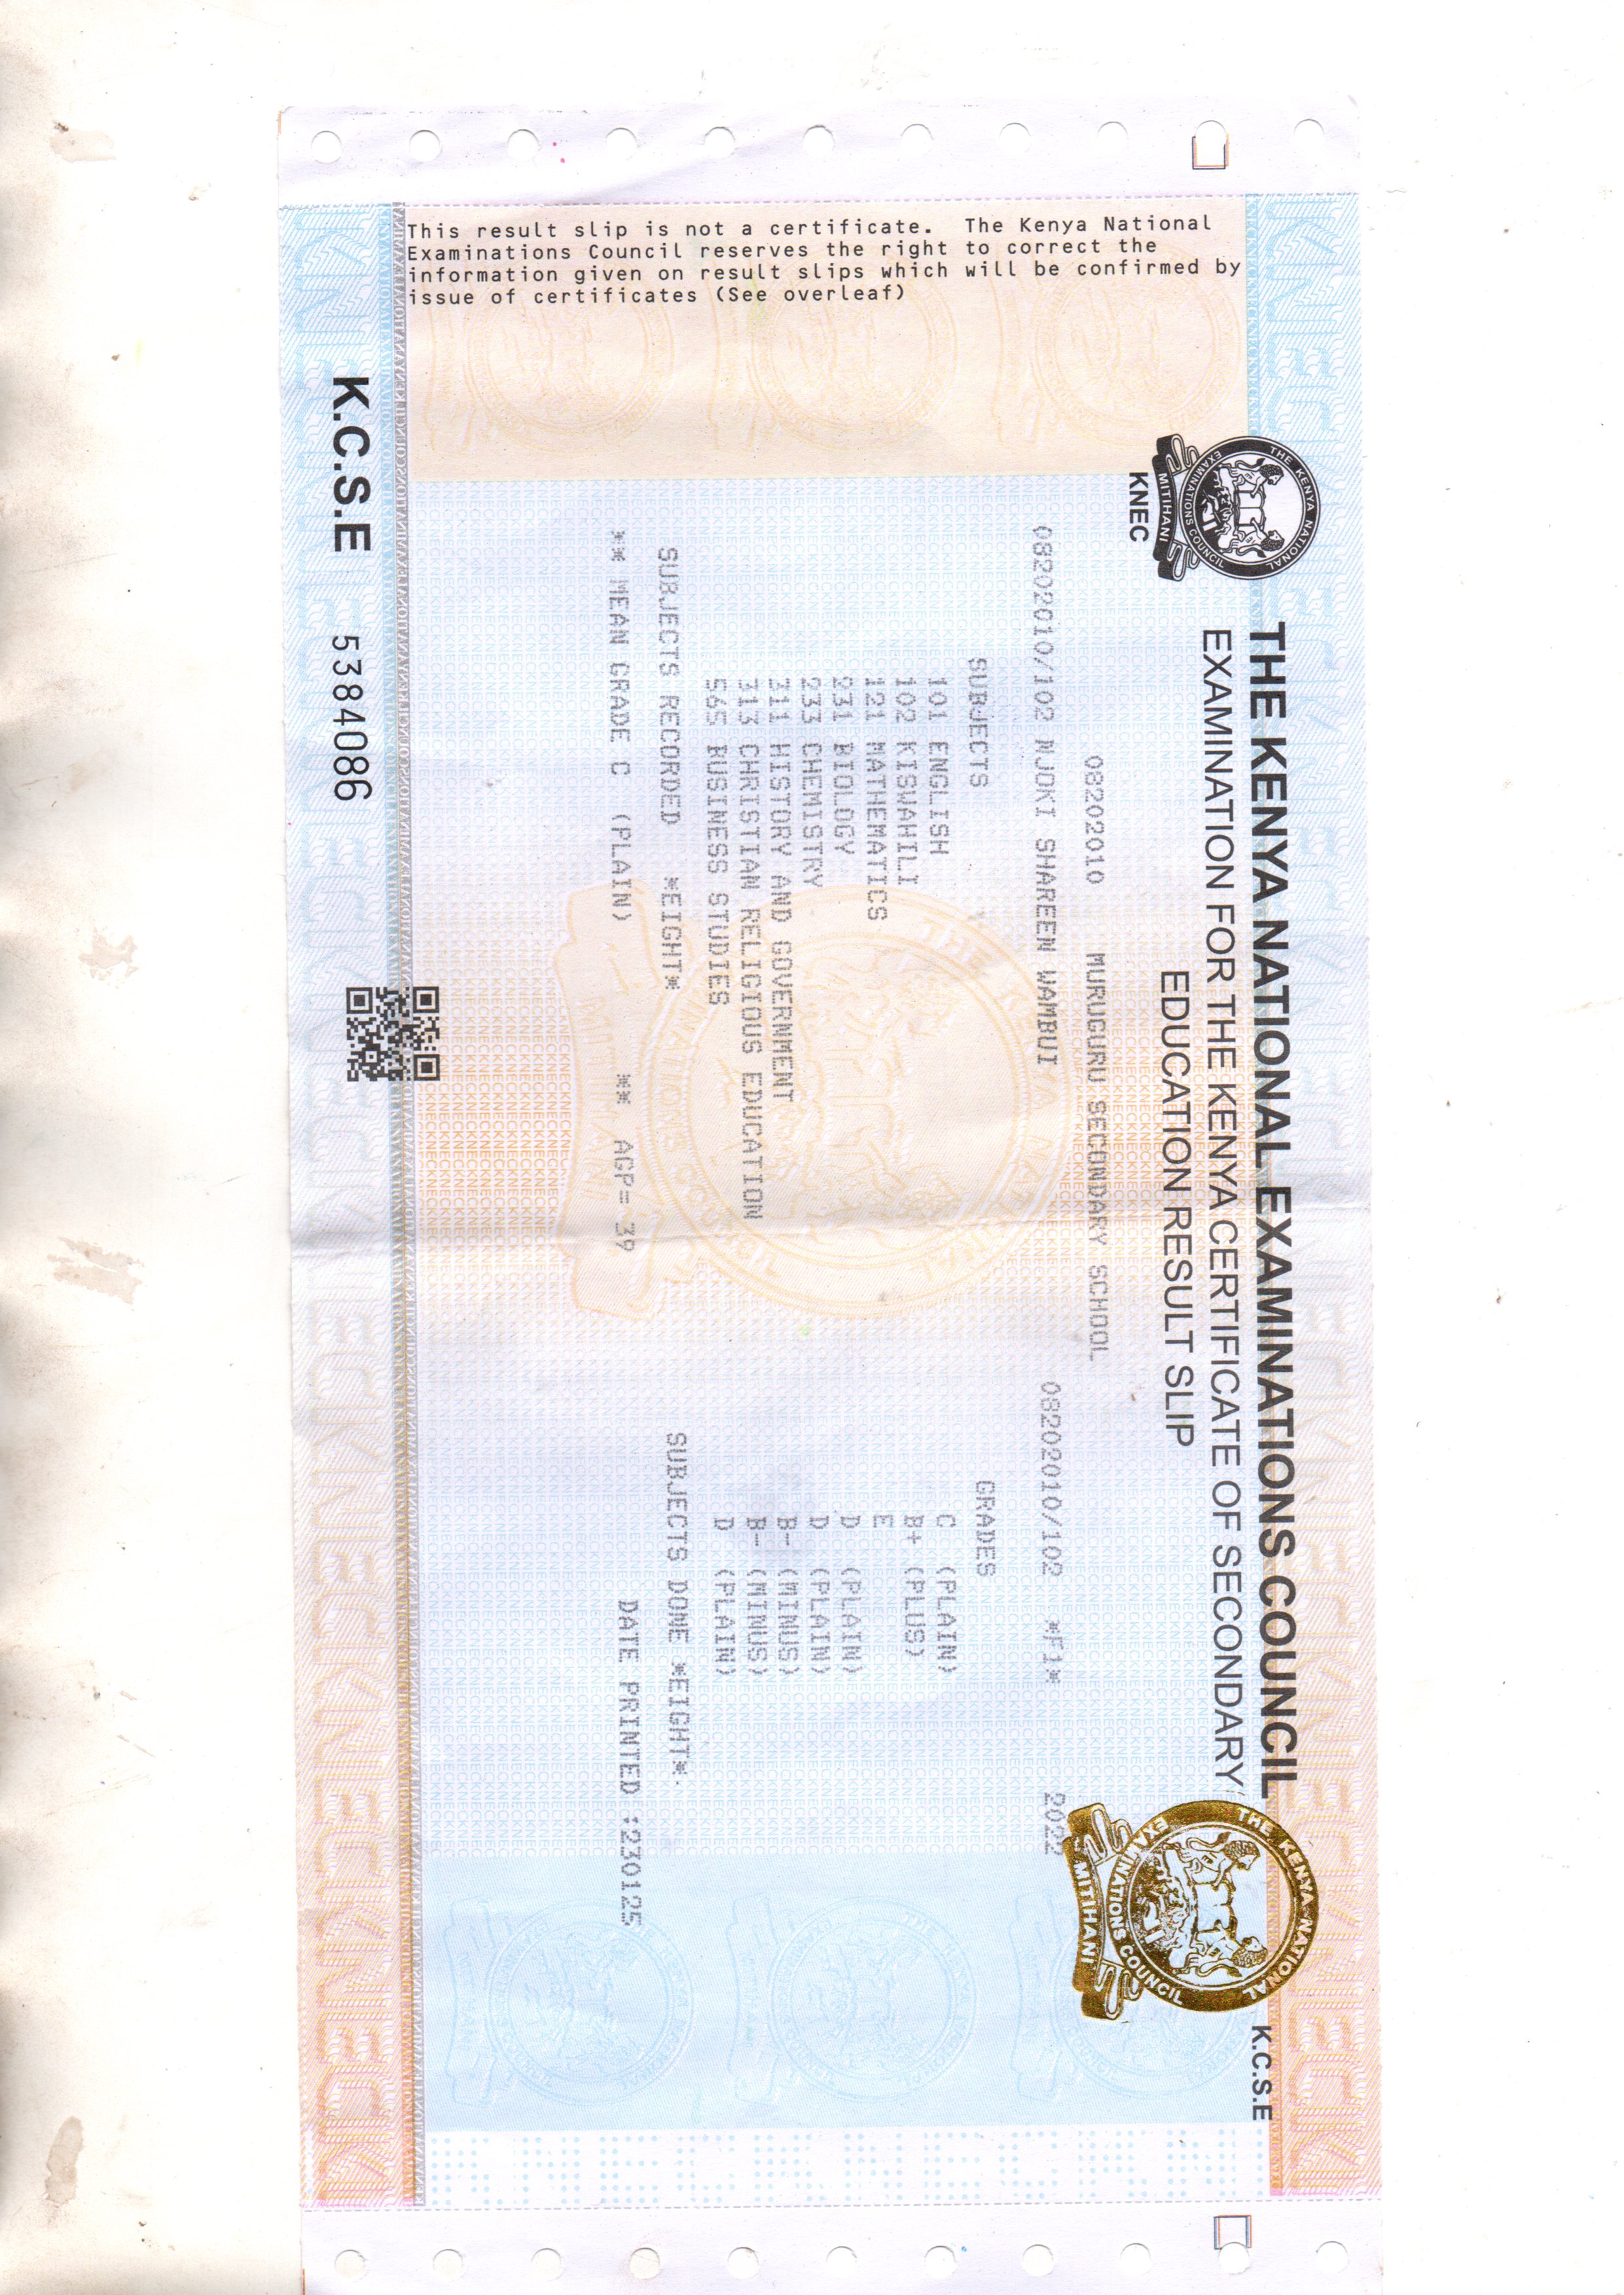 THE KENYA NATIONAL EXAMINATIONS COUNCIL
EXAMINATION FOR THE KENYA CERTIFICATE OF SECONDARY
EDUCATION RESULT SLIP
THE KENYA NATIONAL EXAMINATIONS COUNCIL
MITIHANI
KNEC
THE KENYA NATIONAL EXAMINATIONS COUNCIL
MITIHANI
K.C.S.E
08202010 MURUGURU SECONDARY SCHOOL
08202010/102 NJOKI SHAREEN WAMBUI 08202010/102 *F1* 2022
SUBJECTS GRADES
101 ENGLISH C (PLAIN)
102 KISWAHILI B+ (PLUS)
121 MATHEMATICS E
231 BIOLOGY D (PLAIN)
233 CHEMISTRY D (PLAIN)
311 HISTORY AND GOVERNMENT B- (MINUS)
313 CHRISTIAN RELIGIOUS EDUCATION B- (MINUS)
565 BUSINESS STUDIES D (PLAIN)
SUBJECTS RECORDED *EIGHT* SUBJECTS DONE *EIGHT*.
** MEAN GRADE C (PLAIN) ** AGP= 39 DATE PRINTED :230125
K.C.S.E 5384086
This result slip is not a certificate. The Kenya National
Examinations Council reserves the right to correct the
information given on result slips which will be confirmed by
issue of certificates (See overleaf)